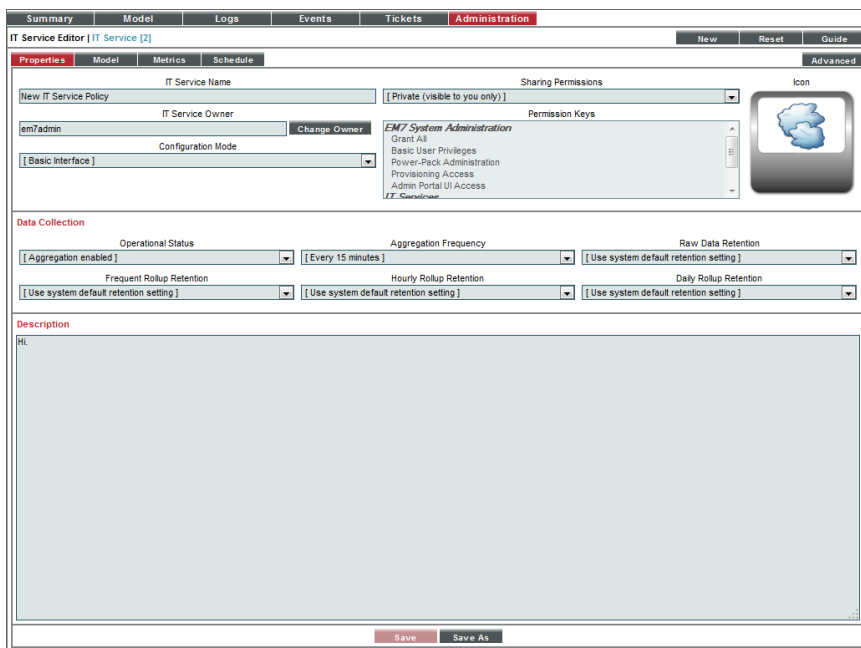 Summary Model Logs Events Tickets Administration
IT Service Editor | IT Service [2] New Reset Guide
Properties Model Metrics Schedule Advanced
IT Service Name Sharing Permissions Icon
New IT Service Policy [ Private (visible to you only) ]
IT Service Owner Permission Keys
em7admin Change Owner EM7 System Administration
Grant All
Configuration Mode Basic User Privileges
[ Basic Interface ] Power-Pack Administration
Provisioning Access
Admin Portal UI Access
IT Services
Data Collection
Operational Status Aggregation Frequency Raw Data Retention
[ Aggregation enabled ] [ Every 15 minutes ] [ Use system default retention setting ]
Frequent Rollup Retention Hourly Rollup Retention Daily Rollup Retention
[ Use system default retention setting ] [ Use system default retention setting ] [ Use system default retention setting ]
Description
Hi.
Save Save As